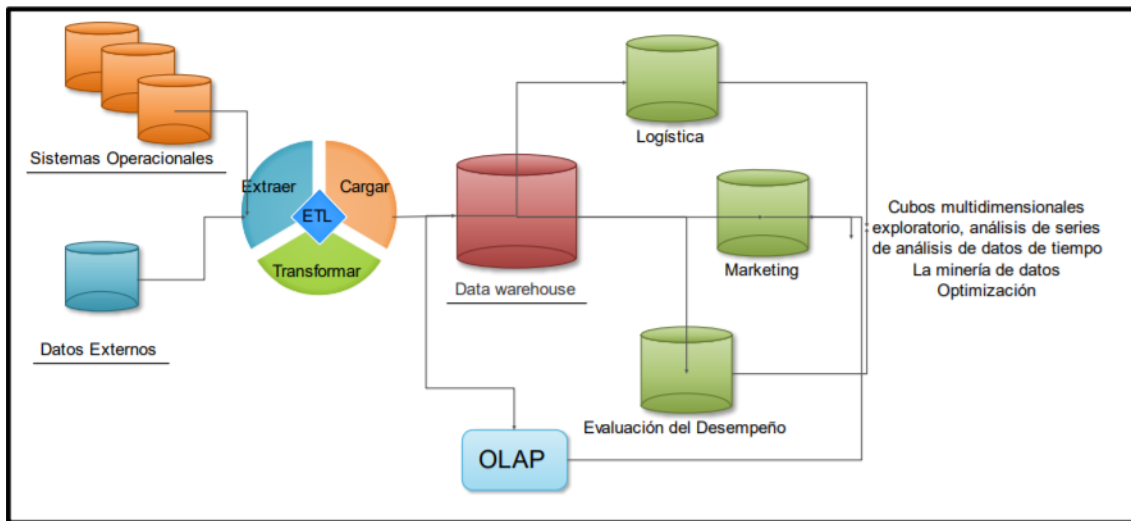 Sistemas Operacionales
Datos Externos
Extraer
Cargar
ETL
Transformar
Data warehouse
Logística
Marketing
Evaluación del Desempeño
OLAP
Cubos multidimensionales
exploratorio, análisis de series
de análisis de datos de tiempo
La minería de datos
Optimización